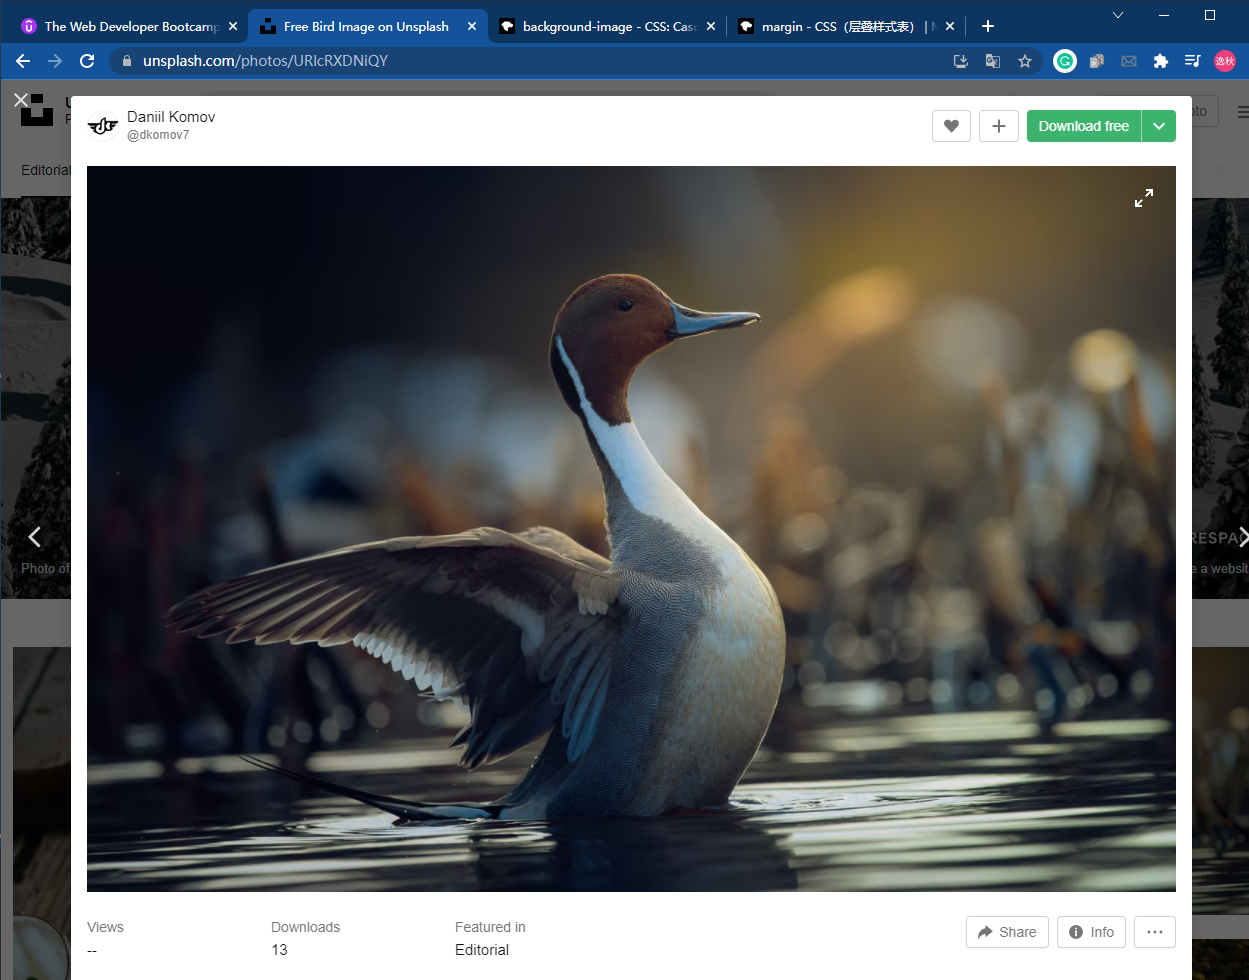 The Web Developer Bootcamp
Free Bird Image on Unsplash
background-image - CSS: Cas
margin - CSS（层叠样式表） |
unsplash.com/photos/URlcRXDNiQY
逸秋
Daniil Komov
@dkomov7
Download free
Editorial
Photo of
RESPAC
e a websit
Views
Downloads
Featured in
--
13
Editorial
Share
Info